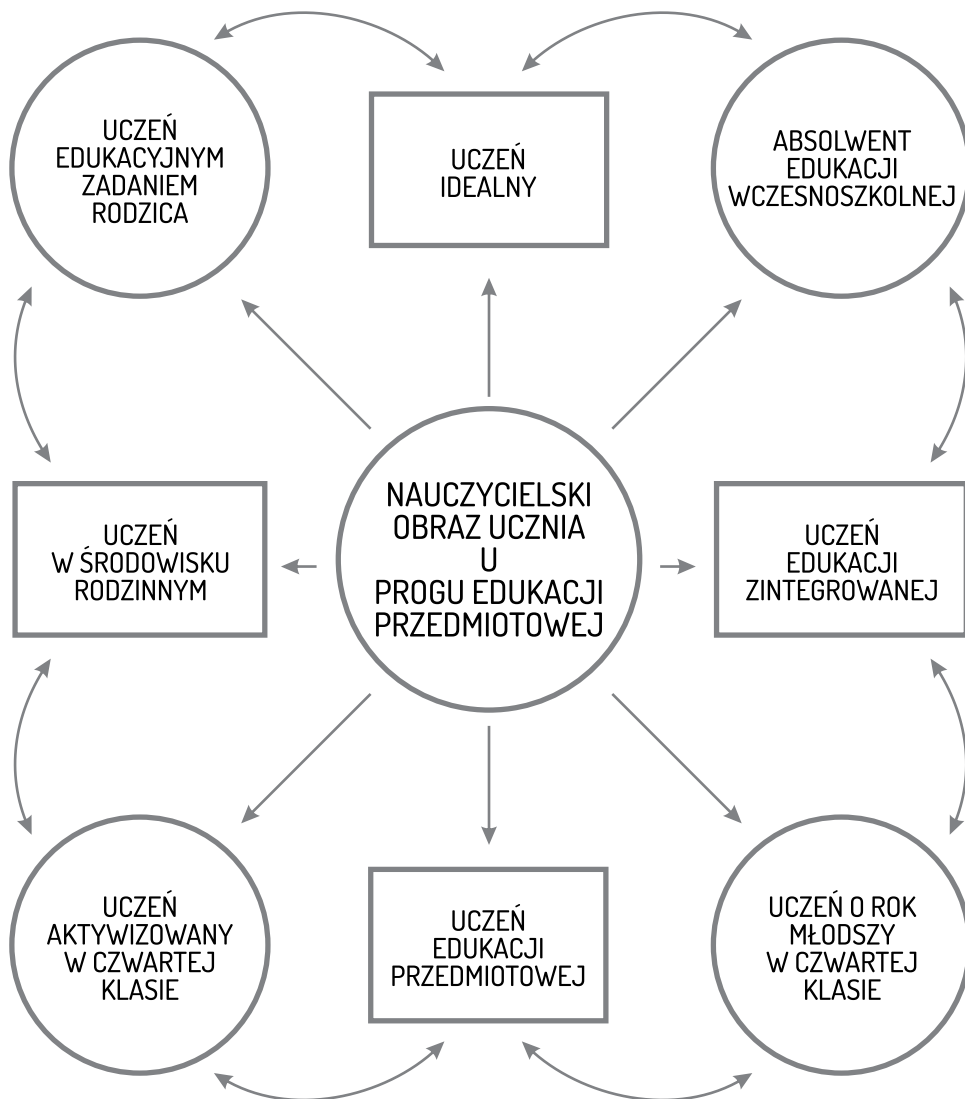 UCZEŃ
EDUKACYJNYM
ZADANIEM
RODZICA
UCZEŃ
IDEALNY
ABSOLWENT
EDUKACJI
WCZESNOSZKOLNEJ
UCZEŃ
W ŚRODOWISKU
RODZINNYM
NAUCZYCIELSKI
OBRAZ UCZNIA
U
PROGU EDUKACJI
PRZEDMIOTOWEJ
UCZEŃ
EDUKACJI
ZINTEGROWANEJ
UCZEŃ
AKTYWIZOWANY
W CZWARTEJ
KLASIE
UCZEŃ
EDUKACJI
PRZEDMIOTOWEJ
UCZEŃ O ROK
MŁODSZY
W CZWARTEJ
KLASIE